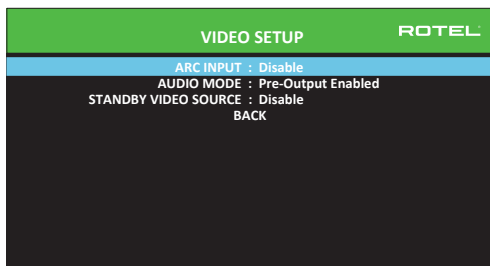 VIDEO SETUP
ROTEL
ARC INPUT : Disable
AUDIO MODE : Pre-Output Enabled
STANDBY VIDEO SOURCE : Disable
BACK